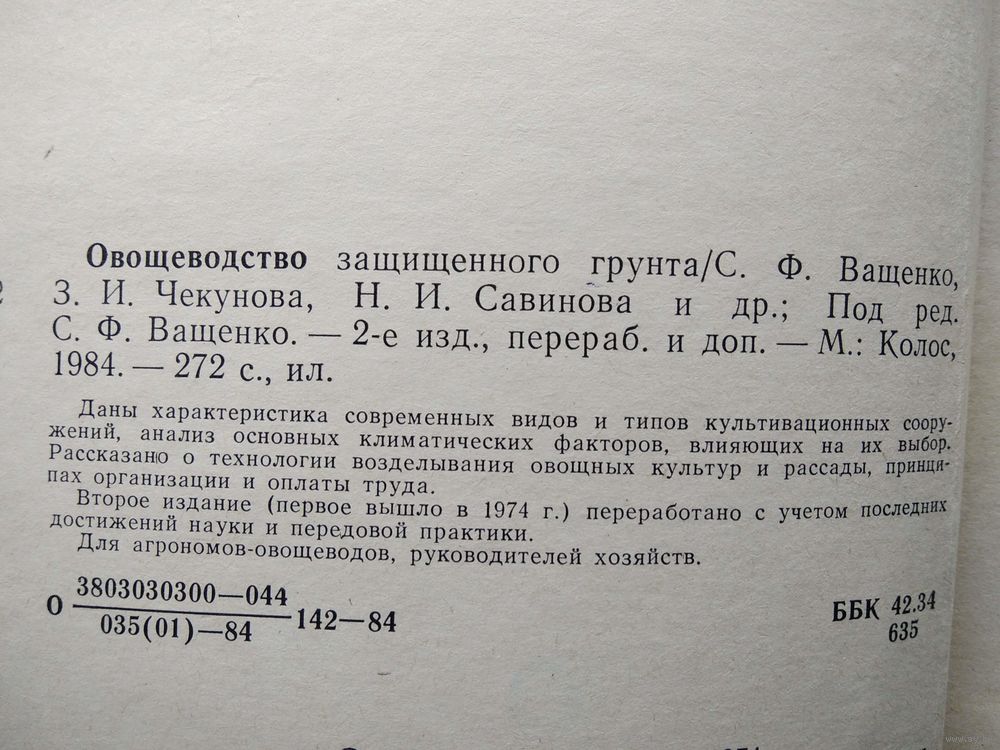 Овощеводство защищенного грунта/С. Ф. Ващенко,
З. И. Чекунова, Н. И. Савинова и др.; Под ред.
С. Ф. Ващенко. — 2-е изд., перераб. и доп. — М.: Колос,
1984. — 272 с., ил.
Даны характеристика современных видов и типов культивационных соору-
жений, анализ основных климатических факторов, влияющих на их выбор.
Рассказано о технологии возделывания овощных культур и рассады, принци-
пах организации и оплаты труда.
Второе издание (первое вышло в 1974 г.) переработано с учетом последних
достижений науки и передовой практики.
Для агрономов-овощеводов, руководителей хозяйств.
3803030300—044
О 142—84
035(01)—84
ББК 42.34
635